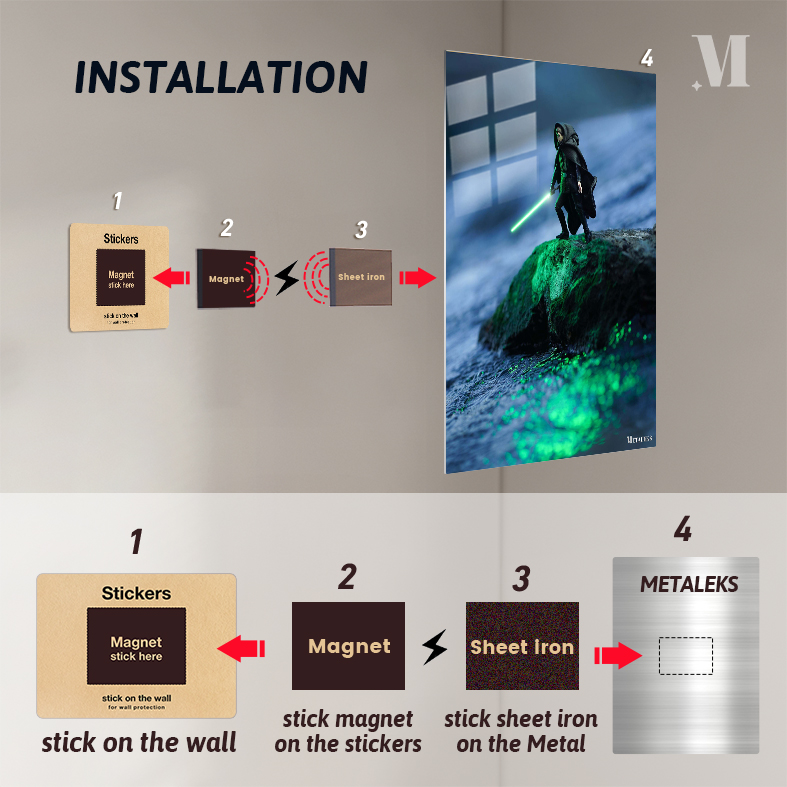 INSTALLATION
M
4
1
2
3
Stickers
Magnet
stick here
stick on the wall
for wall protection
Magnet
Sheet iron
1
2
3
4
Stickers
Magnet
stick here
stick on the wall
for wall protection
stick on the wall
Magnet
stick magnet
on the stickers
Sheet iron
stick sheet iron
on the Metal
METALEKS